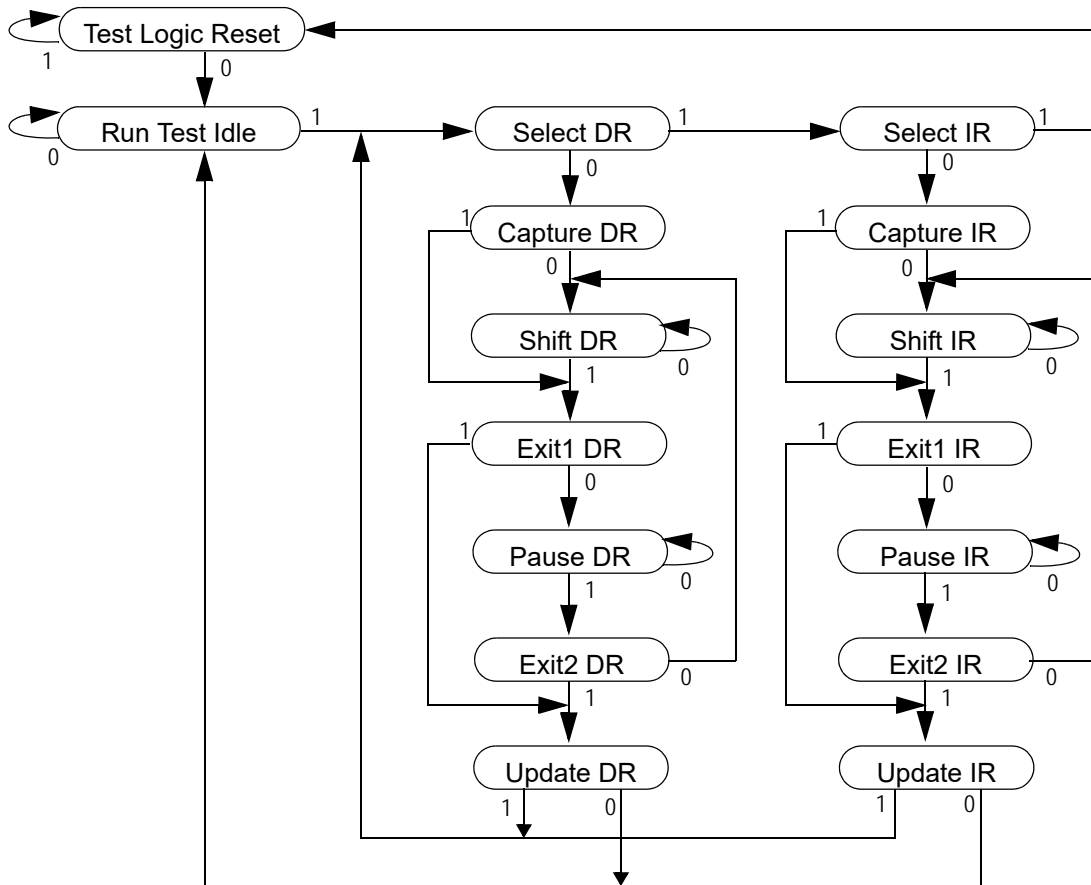 Test Logic Reset
1
0
Run Test Idle
1
Select DR
1
Select IR
1
0
0
0
1
Capture DR
1
Capture IR
0
0
Shift DR
Shift IR
0
0
1
1
1
Exit1 DR
1
Exit1 IR
0
0
Pause DR
Pause IR
0
0
1
1
Exit2 DR
Exit2 IR
0
0
1
1
Update DR
Update IR
1
0
1
0